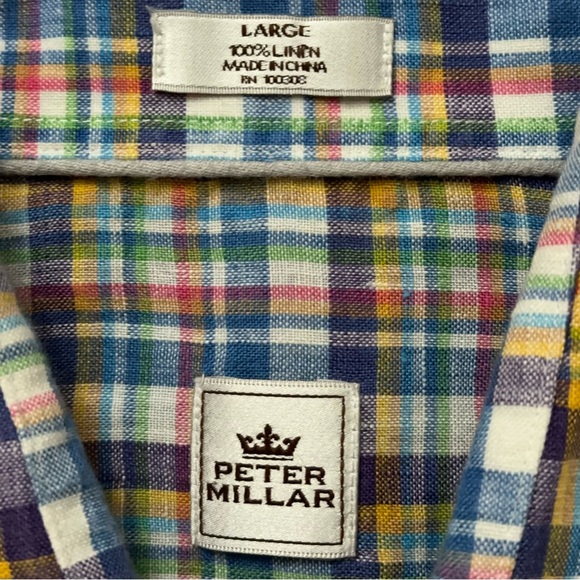 LARGE
100% LINEN
MADE IN CHINA
RN 100308
PETER
MILLAR